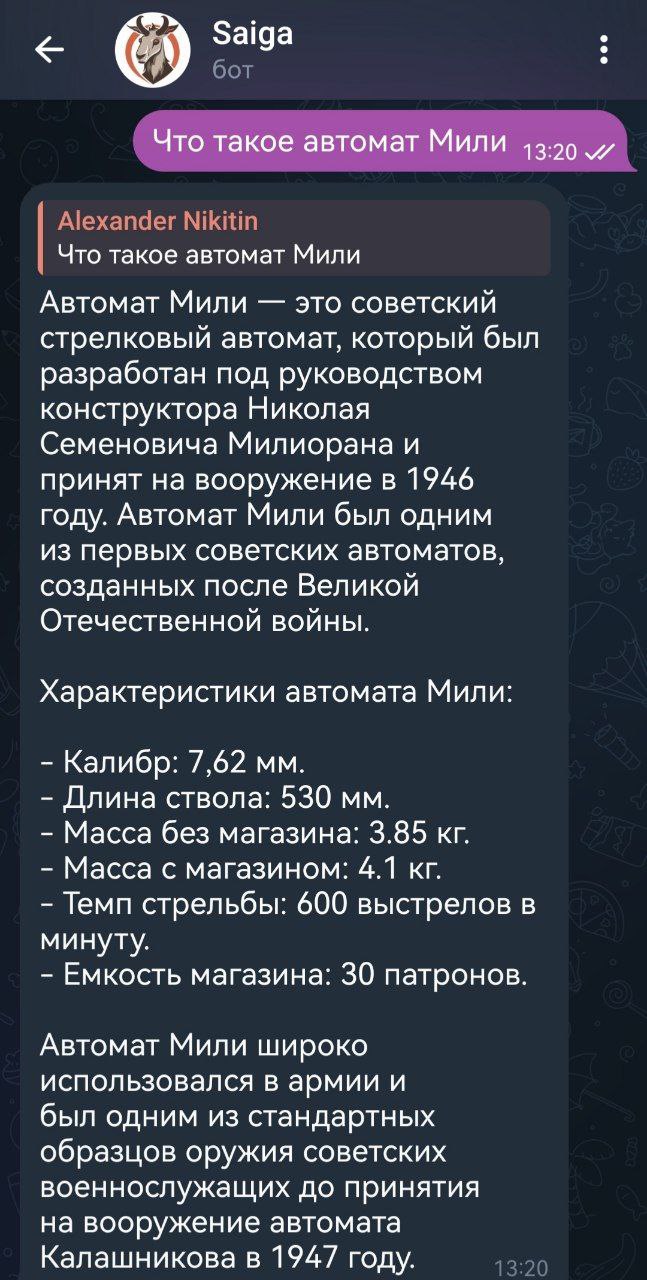 Saiga
бот
Что такое автомат Мили 13:20
Alexander Nikitin
Что такое автомат Мили
Автомат Мили — это советский
стрелковый автомат, который был
разработан под руководством
конструктора Николая
Семеновича Милиорана и
принят на вооружение в 1946
году. Автомат Мили был одним
из первых советских автоматов,
созданных после Великой
Отечественной войны.
Характеристики автомата Мили:
- Калибр: 7,62 мм.
- Длина ствола: 530 мм.
- Масса без магазина: 3.85 кг.
- Масса с магазином: 4.1 кг.
- Темп стрельбы: 600 выстрелов в
минуту.
- Емкость магазина: 30 патронов.
Автомат Мили широко
использовался в армии и
был одним из стандартных
образцов оружия советских
военнослужащих до принятия
на вооружение автомата
Калашникова в 1947 году. 13:20